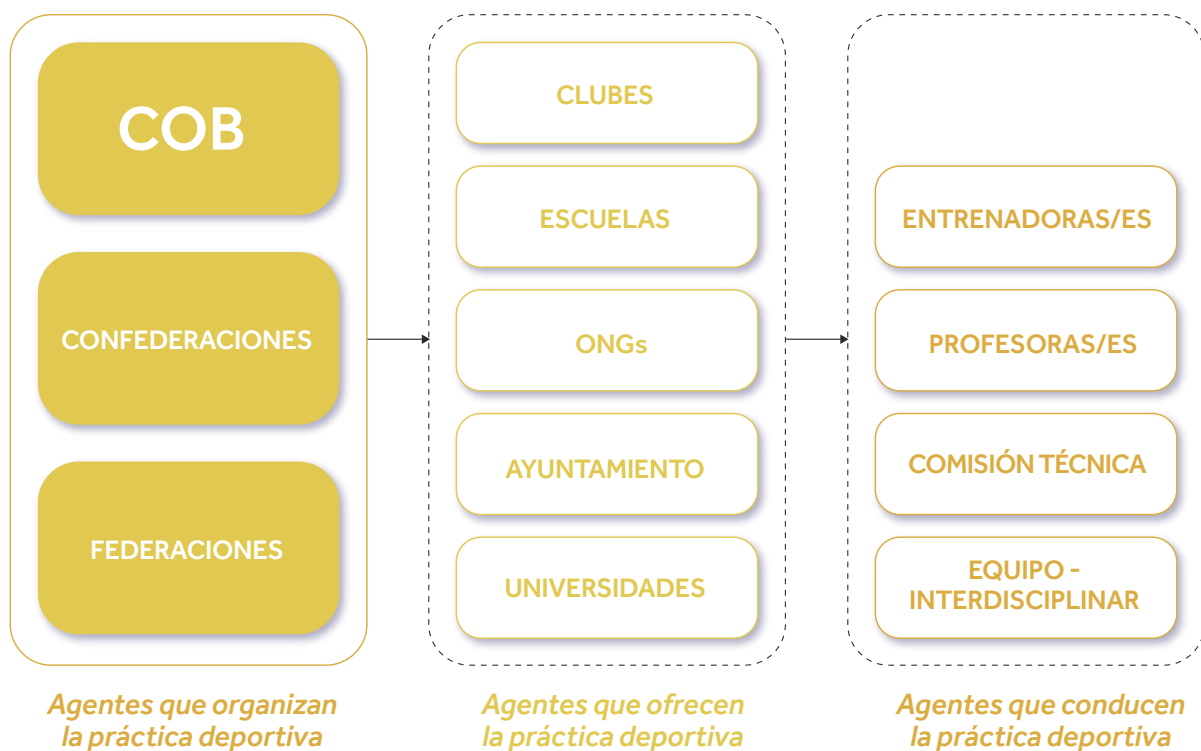 COB
CONFEDERACIONES
FEDERACIONES
Agentes que organizan
la práctica deportiva
CLUBES
ESCUELAS
ONGs
AYUNTAMIENTO
UNIVERSIDADES
Agentes que ofrecen
la práctica deportiva
ENTRENADORAS/ES
PROFESORAS/ES
COMISIÓN TÉCNICA
EQUIPO -
INTERDISCIPLINAR
Agentes que conducen
la práctica deportiva